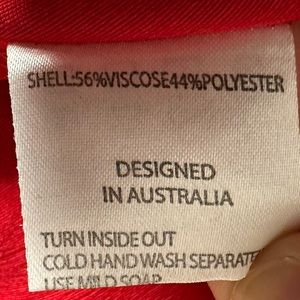 SHELL:56%VISCOSE44%POLYESTER
DESIGNED
IN AUSTRALIA
TURN INSIDE OUT
COLD HAND WASH SEPARATE
USE MILD SOAP